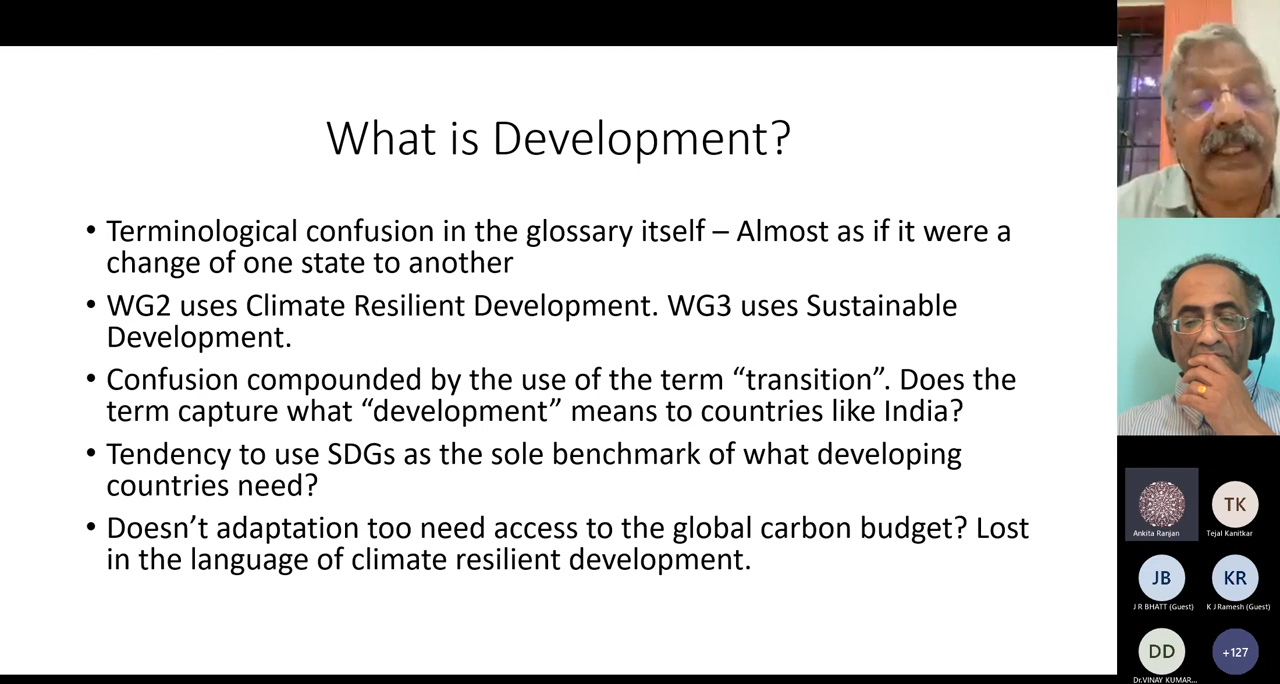 What is Development?
• Terminological confusion in the glossary itself – Almost as if it were a
change of one state to another
• WG2 uses Climate Resilient Development. WG3 uses Sustainable
Development.
• Confusion compounded by the use of the term “transition”. Does the
term capture what “development” means to countries like India?
• Tendency to use SDGs as the sole benchmark of what developing
countries need?
• Doesn’t adaptation too need access to the global carbon budget? Lost
in the language of climate resilient development.
TK
Ankita Ranjan
Tejal Kanitkar
JB
KR
J R BHATT (Guest)
K J Ramesh (Guest)
DD
+127
Dr.VINAY KUMAR...